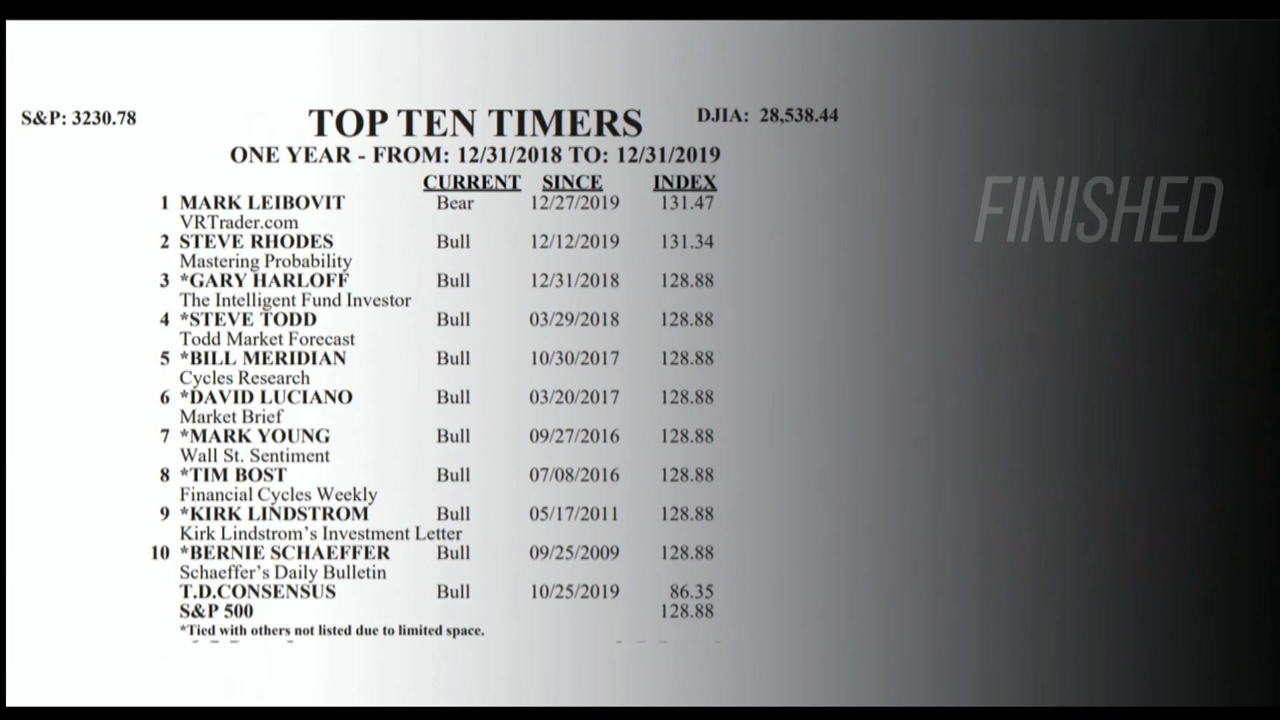 S&P: 3230.78 TOP TEN TIMERS DJIA: 28,538.44
ONE YEAR - FROM: 12/31/2018 TO: 12/31/2019
CURRENT SINCE INDEX
1 MARK LEIBOVIT Bear 12/27/2019 131.47
VRTrader.com
2 STEVE RHODES Bull 12/12/2019 131.34
Mastering Probability
3 *GARY HARLOFF Bull 12/31/2018 128.88
The Intelligent Fund Investor
4 *STEVE TODD Bull 03/29/2018 128.88
Todd Market Forecast
5 *BILL MERIDIAN Bull 10/30/2017 128.88
Cycles Research
6 *DAVID LUCIANO Bull 03/20/2017 128.88
Market Brief
7 *MARK YOUNG Bull 09/27/2016 128.88
Wall St. Sentiment
8 *TIM BOST Bull 07/08/2016 128.88
Financial Cycles Weekly
9 *KIRK LINDSTROM Bull 05/17/2011 128.88
Kirk Lindstrom's Investment Letter
10 *BERNIE SCHAEFFER Bull 09/25/2009 128.88
Schaeffer's Daily Bulletin
T.D.CONSENSUS Bull 10/25/2019 86.35
S&P 500 128.88
*Tied with others not listed due to limited space.
FINISHED